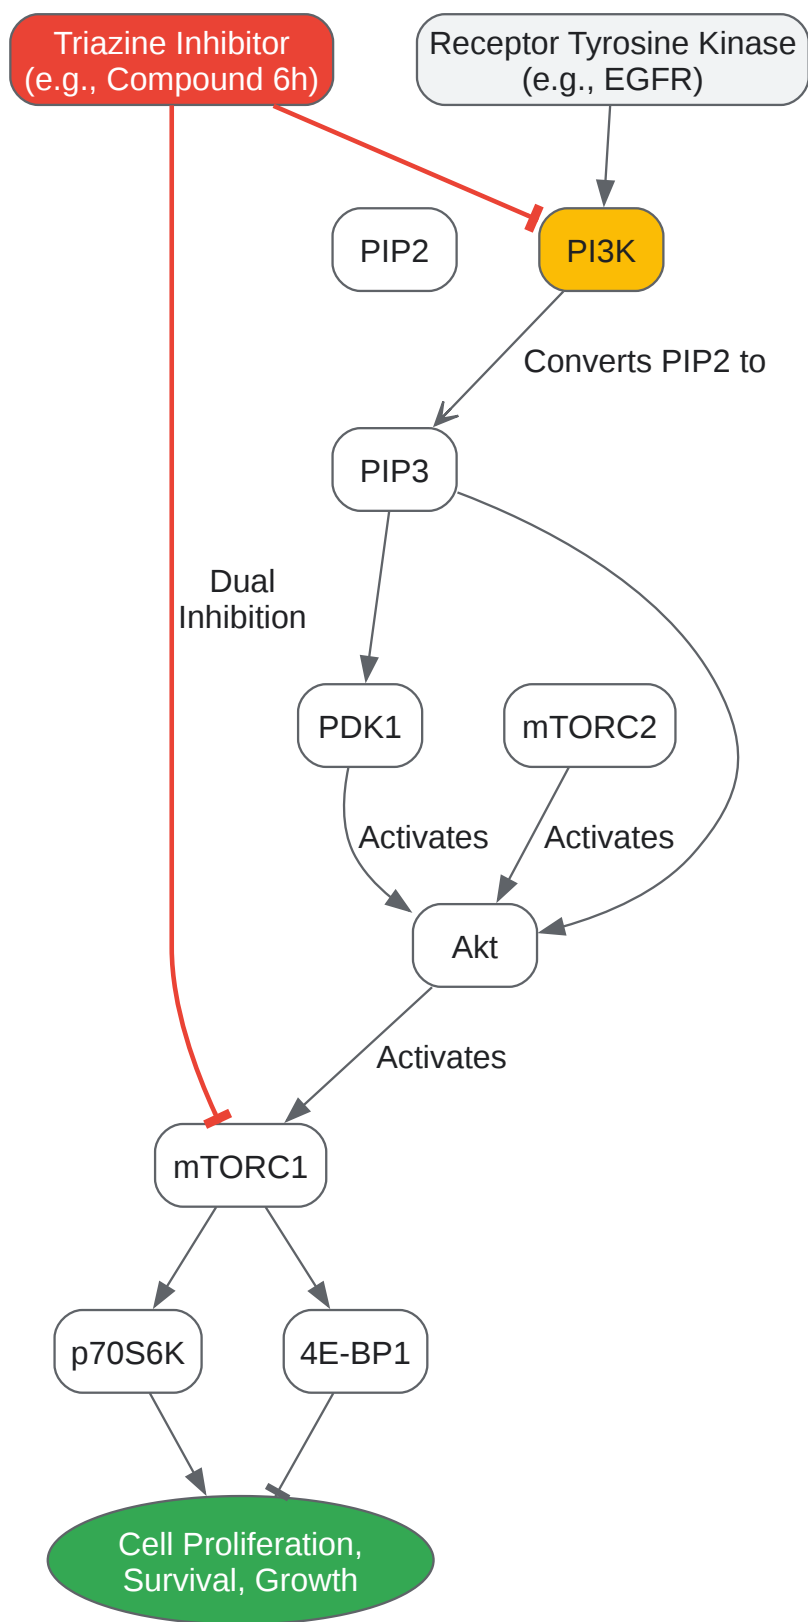 Triazine Inhibitor
(e.g., Compound 6h)
Receptor Tyrosine Kinase
(e.g., EGFR)
PIP2
PI3K
Converts PIP2 to
PIP3
Dual
Inhibition
PDK1
mTORC2
Activates
Activates
Akt
Activates
mTORC1
p70S6K
4E-BP1
Cell Proliferation,
Survival, Growth